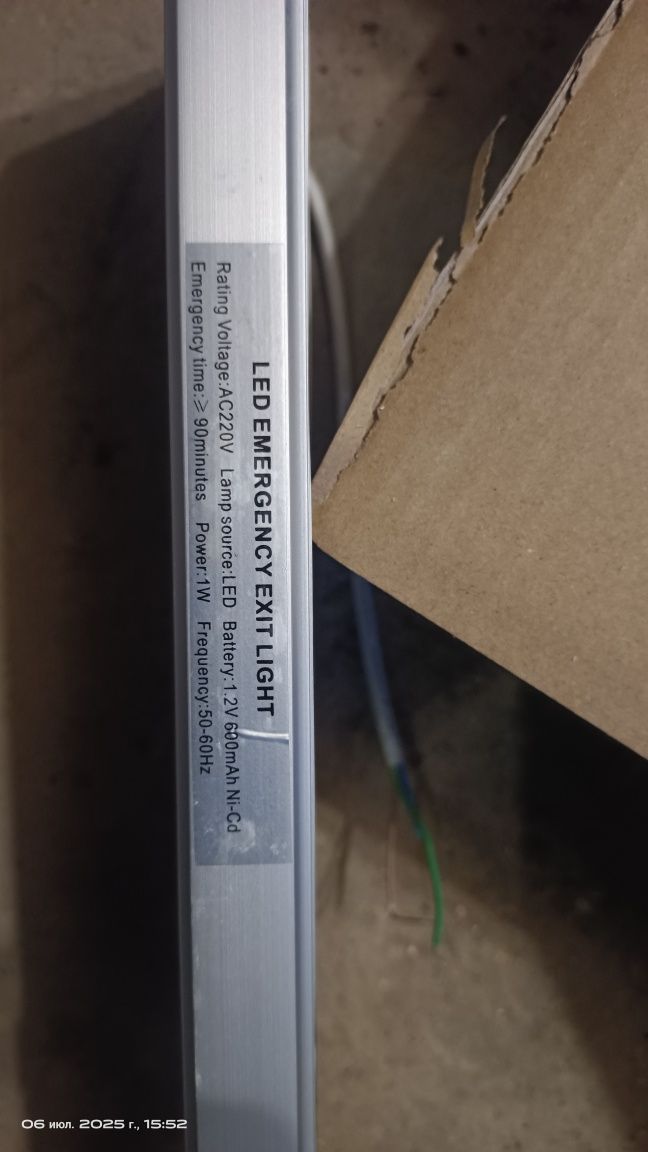 LED EMERGENCY EXIT LIGHT
Rating Voltage:AC220V Lamp source:LED Battery:1.2V 600mAh Ni-Cd
Emergency time:≥ 90minutes Power:1W Frequency:50-60Hz
06 июл. 2025 г., 15:52